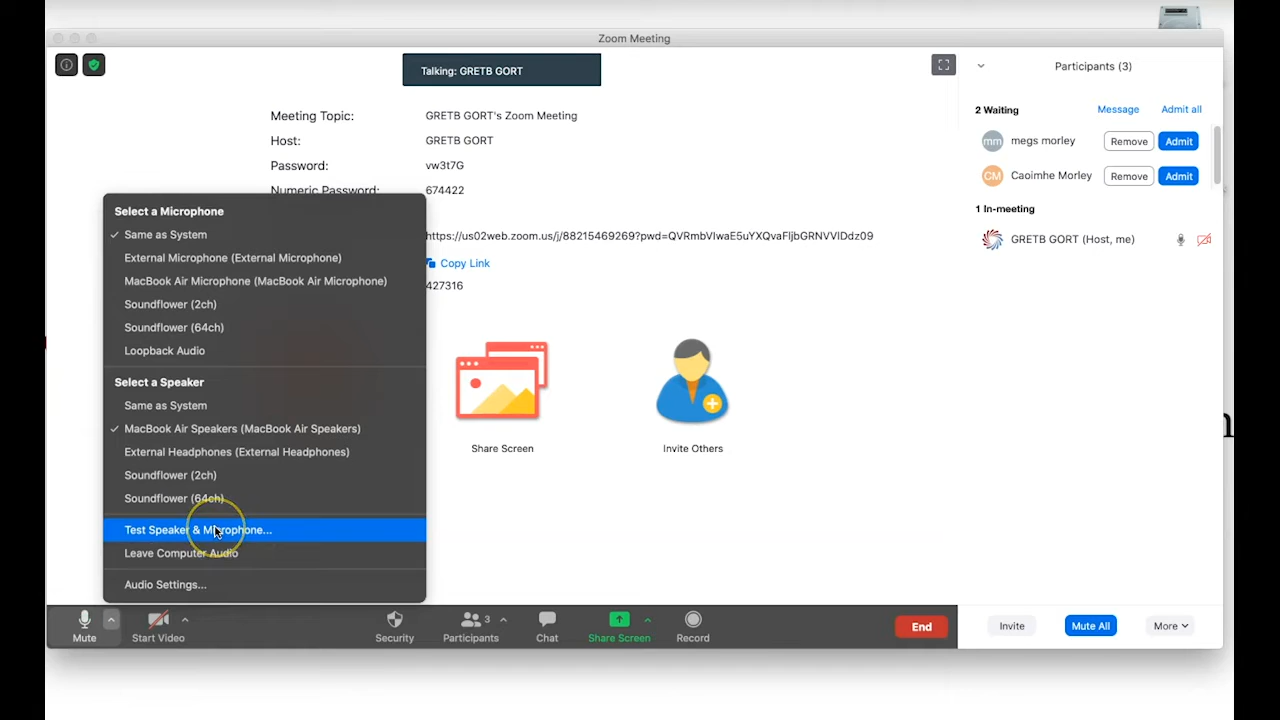 Zoom Meeting
Talking: GRETB GORT
Meeting Topic: GRETB GORT's Zoom Meeting
Host: GRETB GORT
Password: vw3t7G
Numeric Password: 674422
https://us02web.zoom.us/j/88215469269?pwd=QVRmbVIwaE5uYXQvaFljbGRNVVlDdz09
Copy Link
427316
Share Screen
Invite Others
Select a Microphone
✓ Same as System
External Microphone (External Microphone)
MacBook Air Microphone (MacBook Air Microphone)
Soundflower (2ch)
Soundflower (64ch)
Loopback Audio
Select a Speaker
Same as System
✓ MacBook Air Speakers (MacBook Air Speakers)
External Headphones (External Headphones)
Soundflower (2ch)
Soundflower (64ch)
Test Speaker & Microphone...
Leave Computer Audio
Audio Settings...
Mute
Start Video
Security
3
Participants
Chat
Share Screen
Record
End
Participants (3)
2 Waiting Message Admit all
mm megs morley Remove Admit
CM Caoimhe Morley Remove Admit
1 In-meeting
GRETB GORT (Host, me)
Invite Mute All More